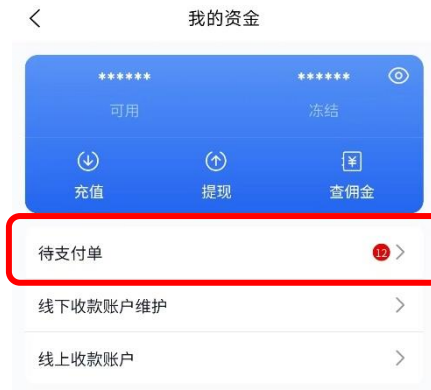 我的资金
****** ******
可用 冻结
充值 提现 查佣金
待支付单 12
线下收款账户维护
线上收款账户